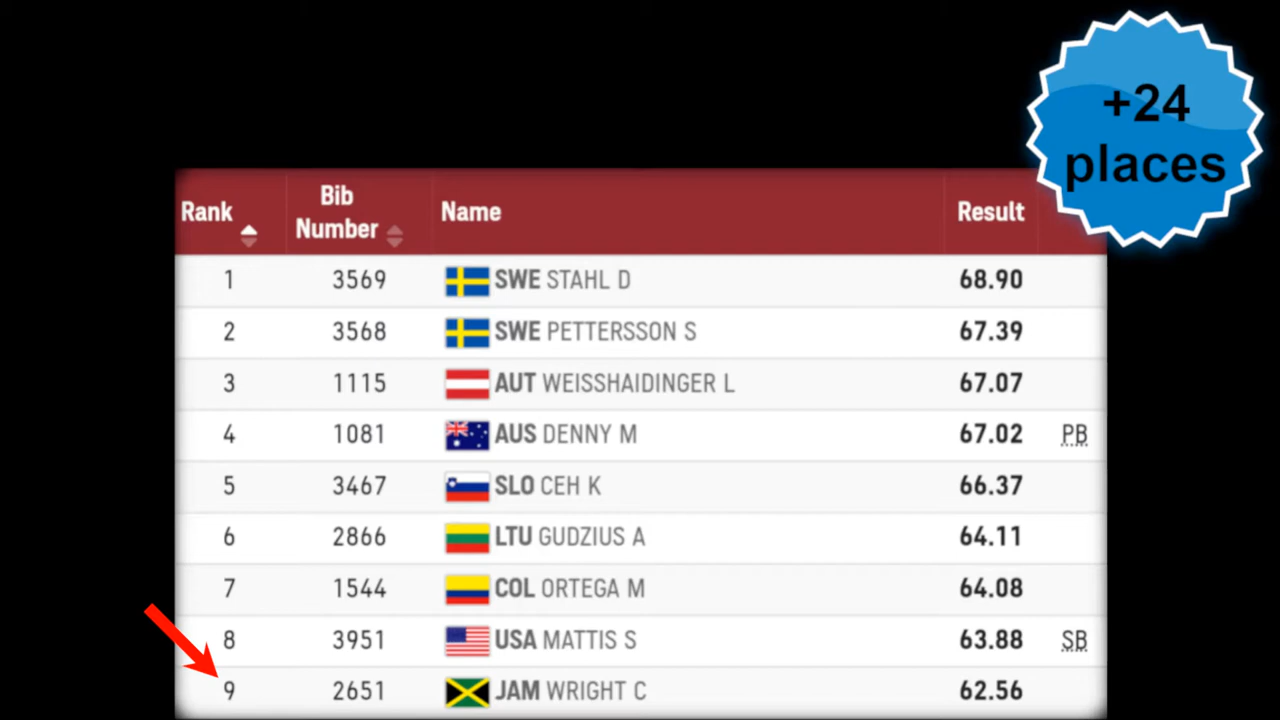 +24
places
Rank Bib Number Name Result
1 3569 SWE STAHL D 68.90
2 3568 SWE PETTERSSON S 67.39
3 1115 AUT WEISSHAIDINGER L 67.07
4 1081 AUS DENNY M 67.02 PB
5 3467 SLO CEH K 66.37
6 2866 LTU GUDZIUS A 64.11
7 1544 COL ORTEGA M 64.08
8 3951 USA MATTIS S 63.88 SB
9 2651 JAM WRIGHT C 62.56